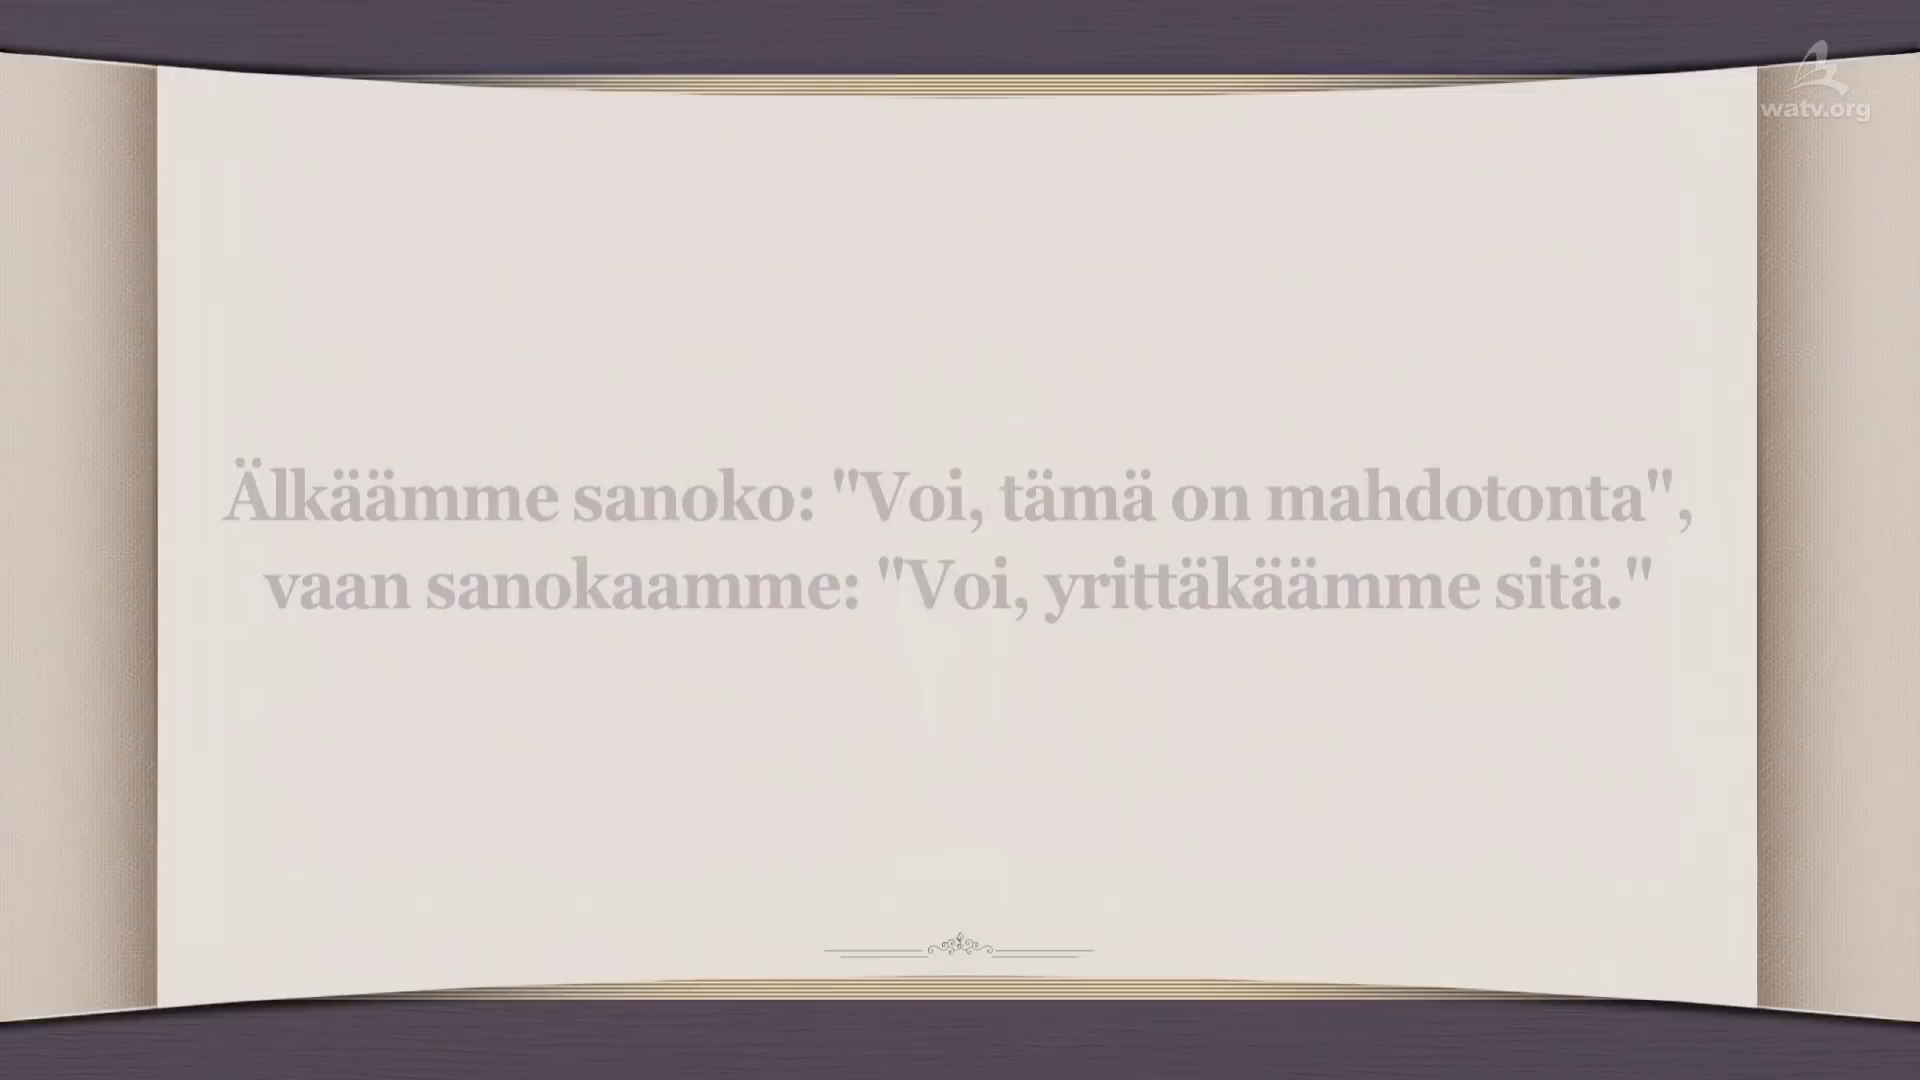 watv.org
Älkäämme sanoko: "Voi, tämä on mahdotonta",
vaan sanokaamme: "Voi, yrittäkäämme sitä."